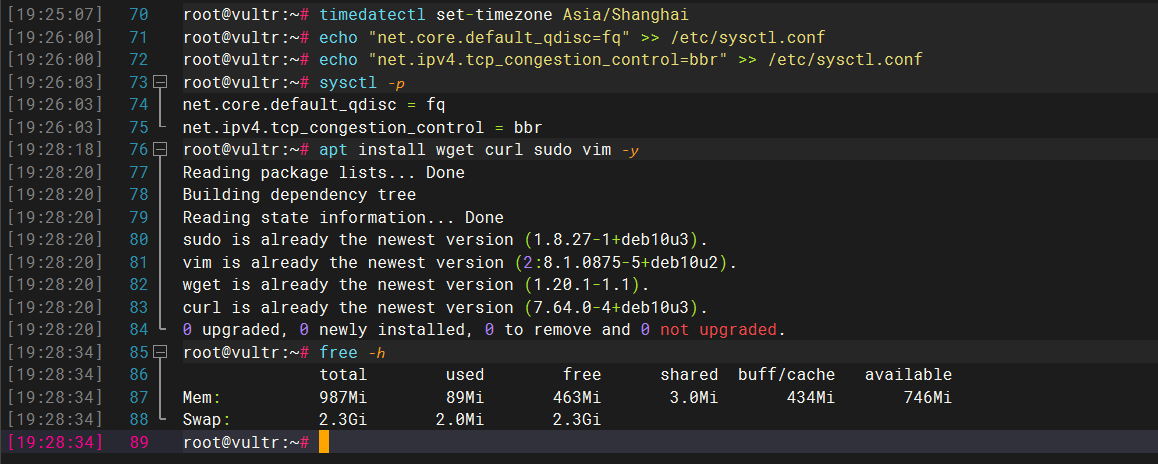 [19:25:07] 70 root@vultr:~# timedatectl set-timezone Asia/Shanghai
[19:26:00] 71 root@vultr:~# echo "net.core.default_qdisc=fq" >> /etc/sysctl.conf
[19:26:00] 72 root@vultr:~# echo "net.ipv4.tcp_congestion_control=bbr" >> /etc/sysctl.conf
[19:26:03] 73 root@vultr:~# sysctl -p
[19:26:03] 74 net.core.default_qdisc = fq
[19:26:03] 75 net.ipv4.tcp_congestion_control = bbr
[19:28:18] 76 root@vultr:~# apt install wget curl sudo vim -y
[19:28:20] 77 Reading package lists... Done
[19:28:20] 78 Building dependency tree
[19:28:20] 79 Reading state information... Done
[19:28:20] 80 sudo is already the newest version (1.8.27-1+deb10u3).
[19:28:20] 81 vim is already the newest version (2:8.1.0875-5+deb10u2).
[19:28:20] 82 wget is already the newest version (1.20.1-1.1).
[19:28:20] 83 curl is already the newest version (7.64.0-4+deb10u3).
[19:28:20] 84 0 upgraded, 0 newly installed, 0 to remove and 0 not upgraded.
[19:28:34] 85 root@vultr:~# free -h
[19:28:34] 86 total used free shared buff/cache available
[19:28:34] 87 Mem: 987Mi 89Mi 463Mi 3.0Mi 434Mi 746Mi
[19:28:34] 88 Swap: 2.3Gi 2.0Mi 2.3Gi
[19:28:34] 89 root@vultr:~#